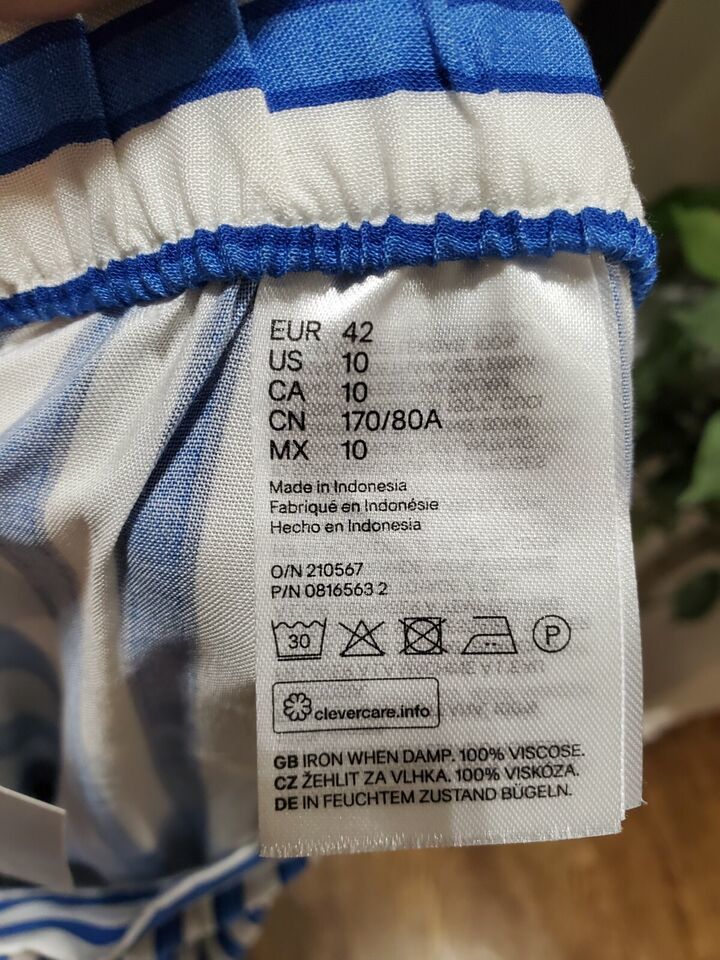 EUR 42
US 10
CA 10
CN 170/80A
MX 10
Made in Indonesia
Fabriqué en Indonésie
Hecho en Indonesia
O/N 210567
P/N 0816563 2
30 P
clevercare.info
GB IRON WHEN DAMP. 100% VISCOSE.
CZ ŽEHLIT ZA VLHKA. 100% VISKÓZA.
DE IN FEUCHTEM ZUSTAND BÜGELN.